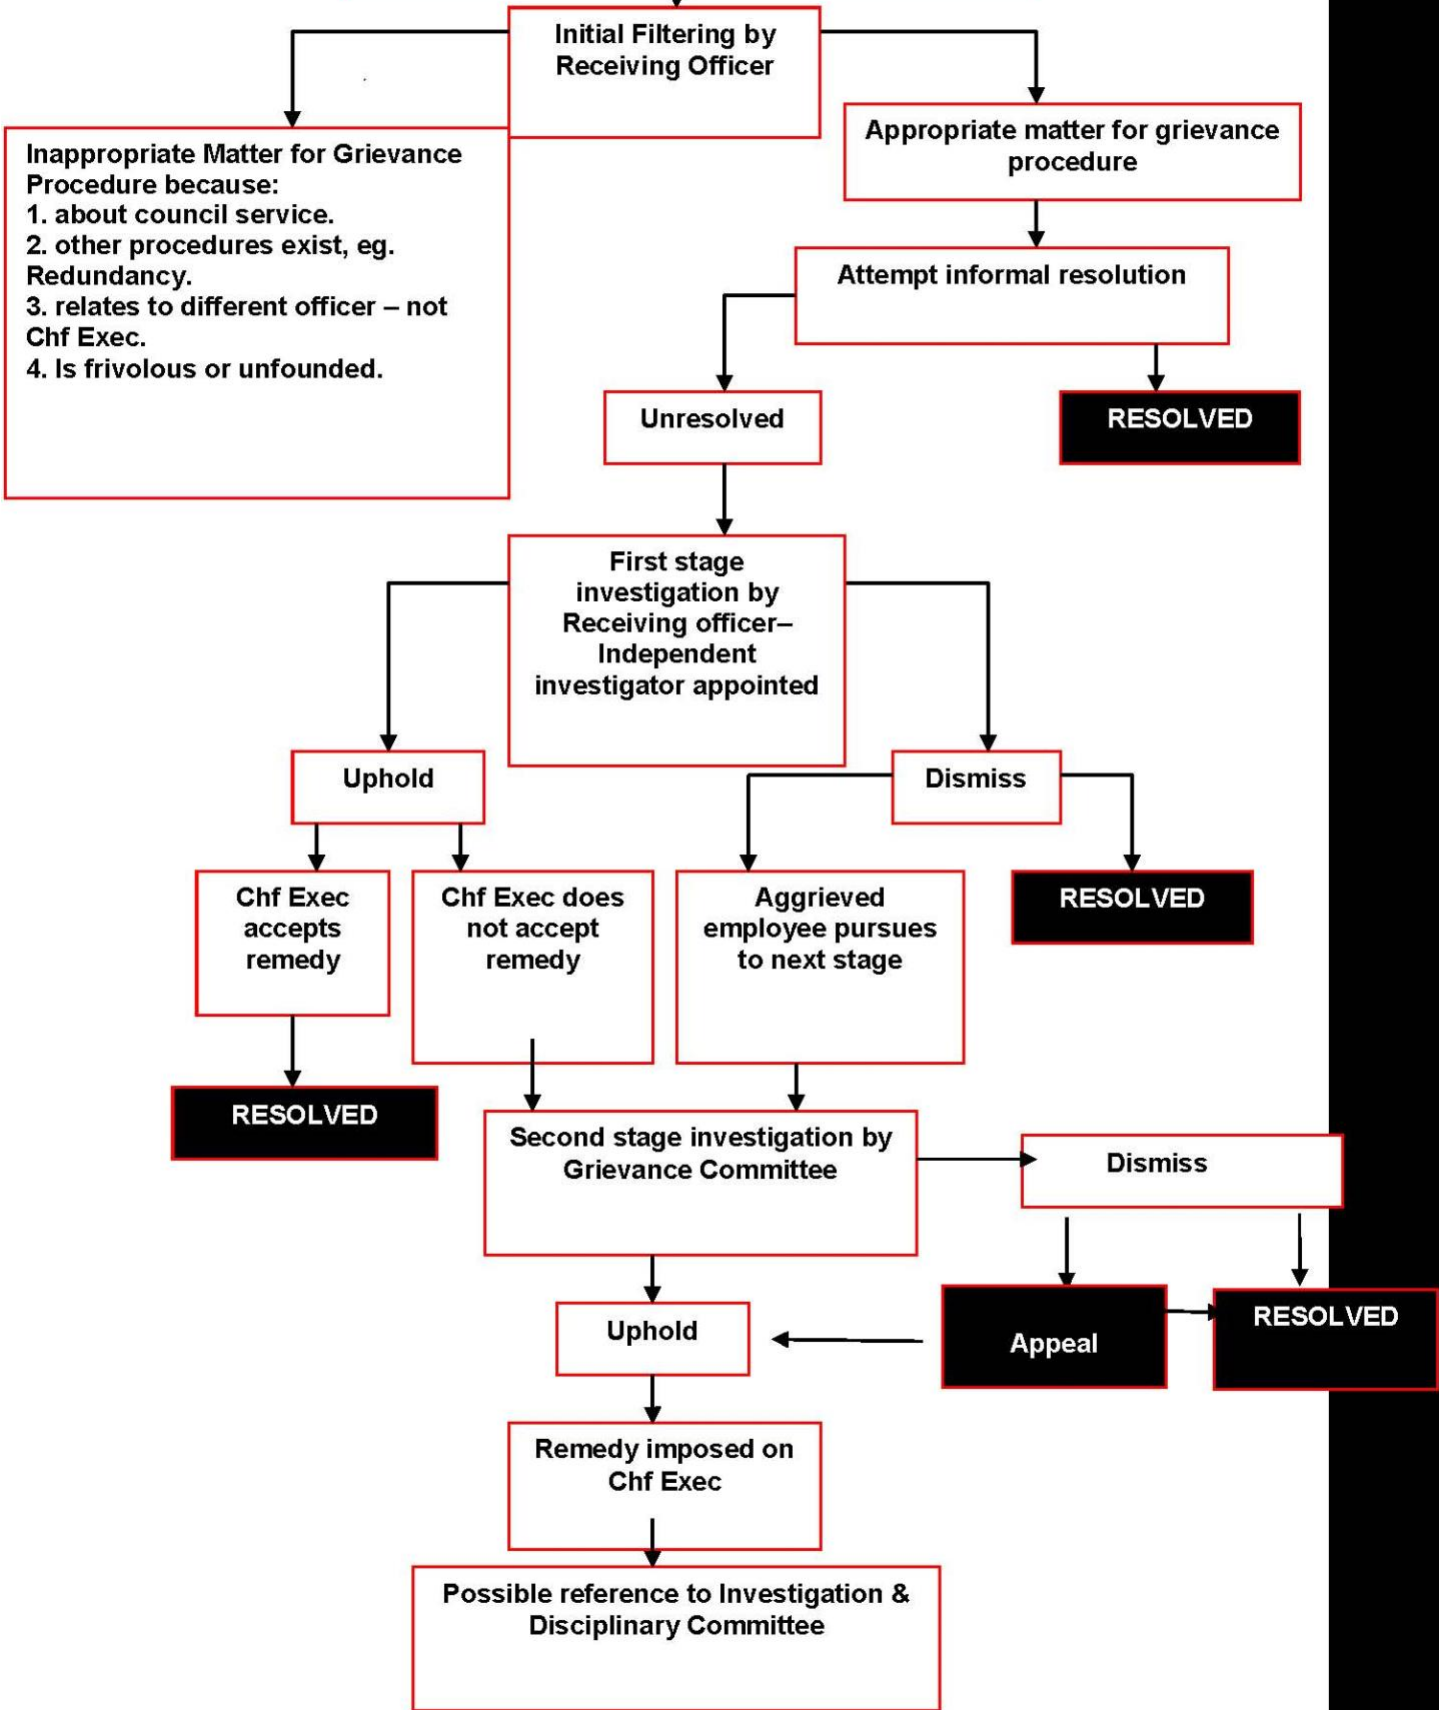 Initial Filtering by
Receiving Officer
Inappropriate Matter for Grievance
Procedure because:
1. about council service.
2. other procedures exist, eg.
Redundancy.
3. relates to different officer – not
Chf Exec.
4. Is frivolous or unfounded.
Appropriate matter for grievance
procedure
Attempt informal resolution
Unresolved
RESOLVED
First stage
investigation by
Receiving officer–
Independent
investigator appointed
Uphold
Dismiss
Chf Exec
accepts
remedy
Chf Exec does
not accept
remedy
Aggrieved
employee pursues
to next stage
RESOLVED
RESOLVED
Second stage investigation by
Grievance Committee
Dismiss
Uphold
Appeal
RESOLVED
Remedy imposed on
Chf Exec
Possible reference to Investigation &
Disciplinary Committee